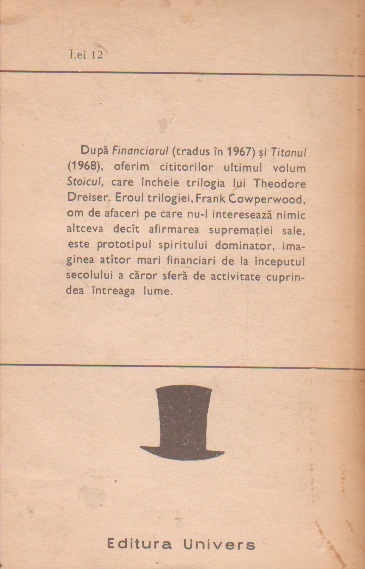 Lei 12
După Financiarul (tradus în 1967) și Titanul
(1968), oferim cititorilor ultimul volum
Stoicul, care încheie trilogia lui Theodore
Dreiser. Eroul trilogiei, Frank Cowperwood,
om de afaceri pe care nu-l interesează nimic
altceva decît afirmarea supremației sale,
este prototipul spiritului dominator, ima-
ginea atîtor mari financiari de la începutul
secolului a căror sferă de activitate cuprin-
dea întreaga lume.
Editura Univers